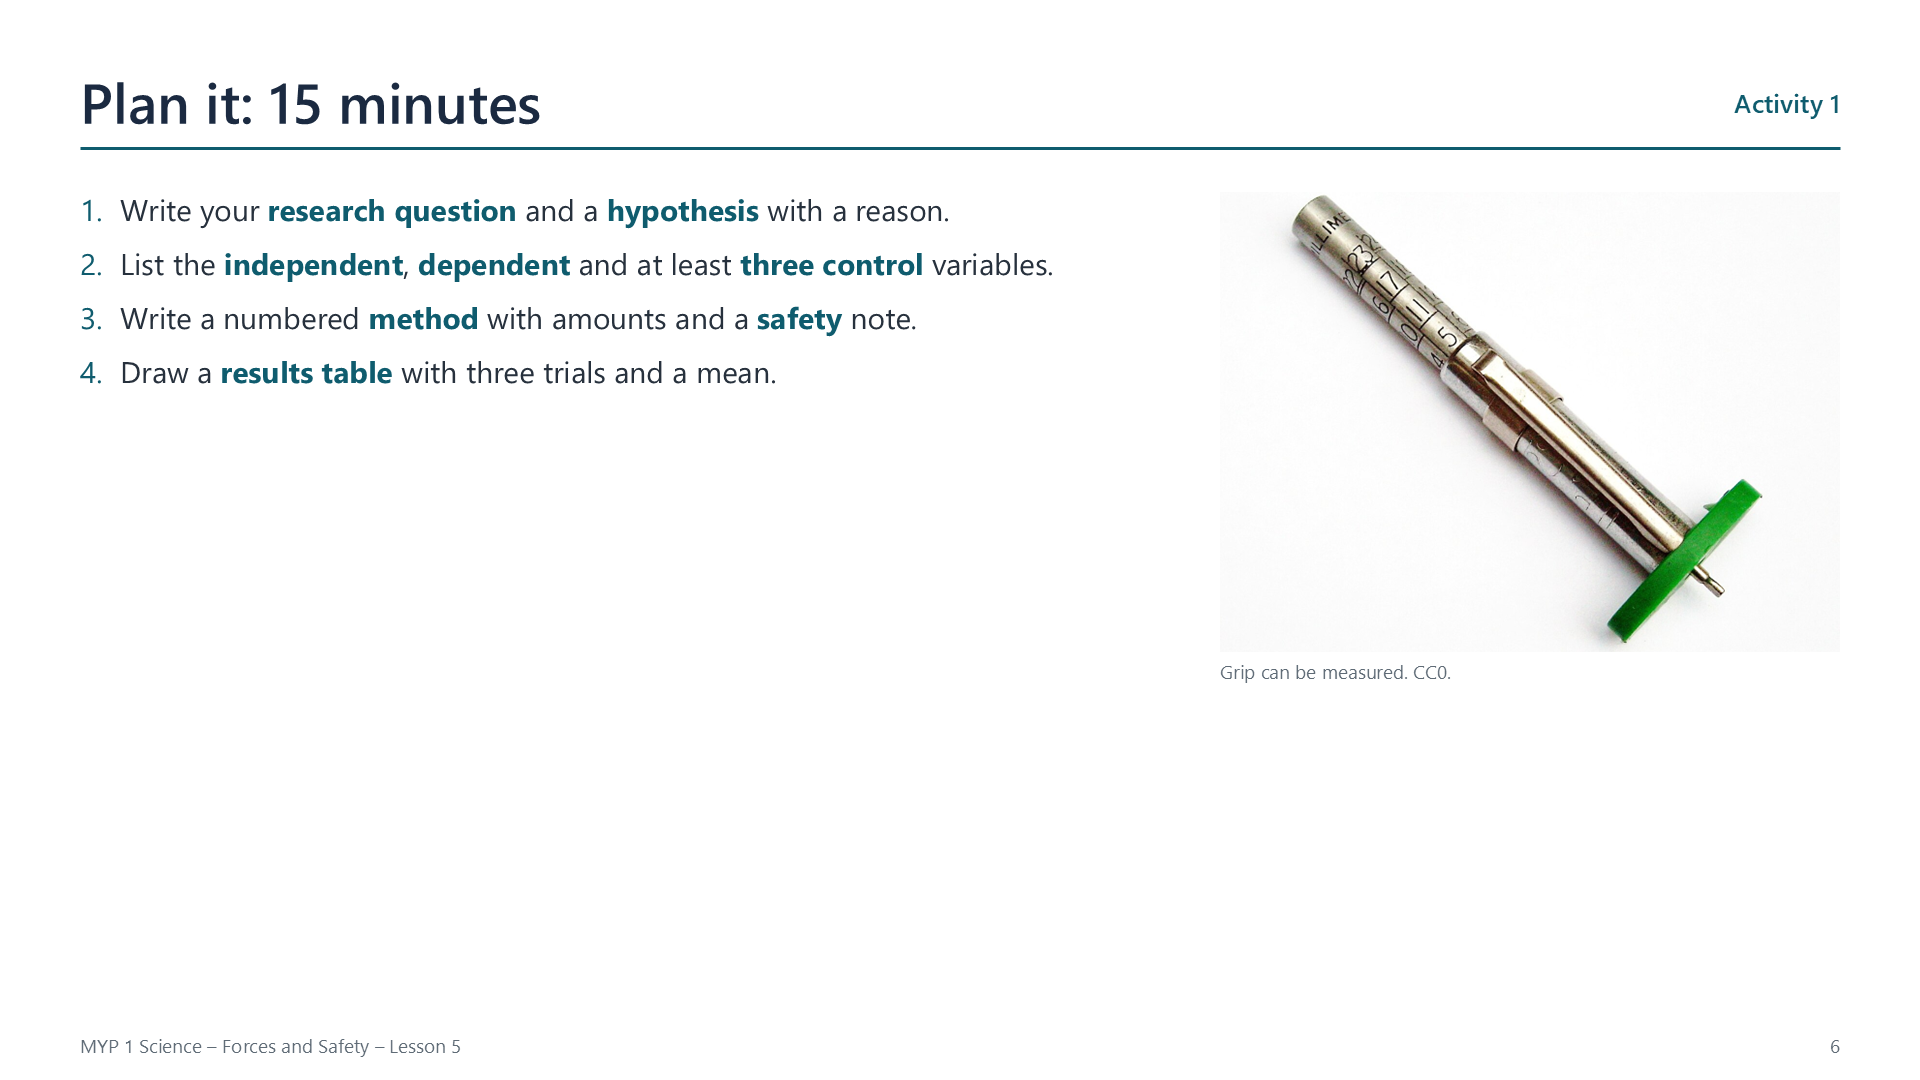 Plan it: 15 minutes
Activity 1
1. Write your research question and a hypothesis with a reason.
2. List the independent, dependent and at least three control variables.
3. Write a numbered method with amounts and a safety note.
4. Draw a results table with three trials and a mean.
Grip can be measured. CC0.
MYP 1 Science – Forces and Safety – Lesson 5
6